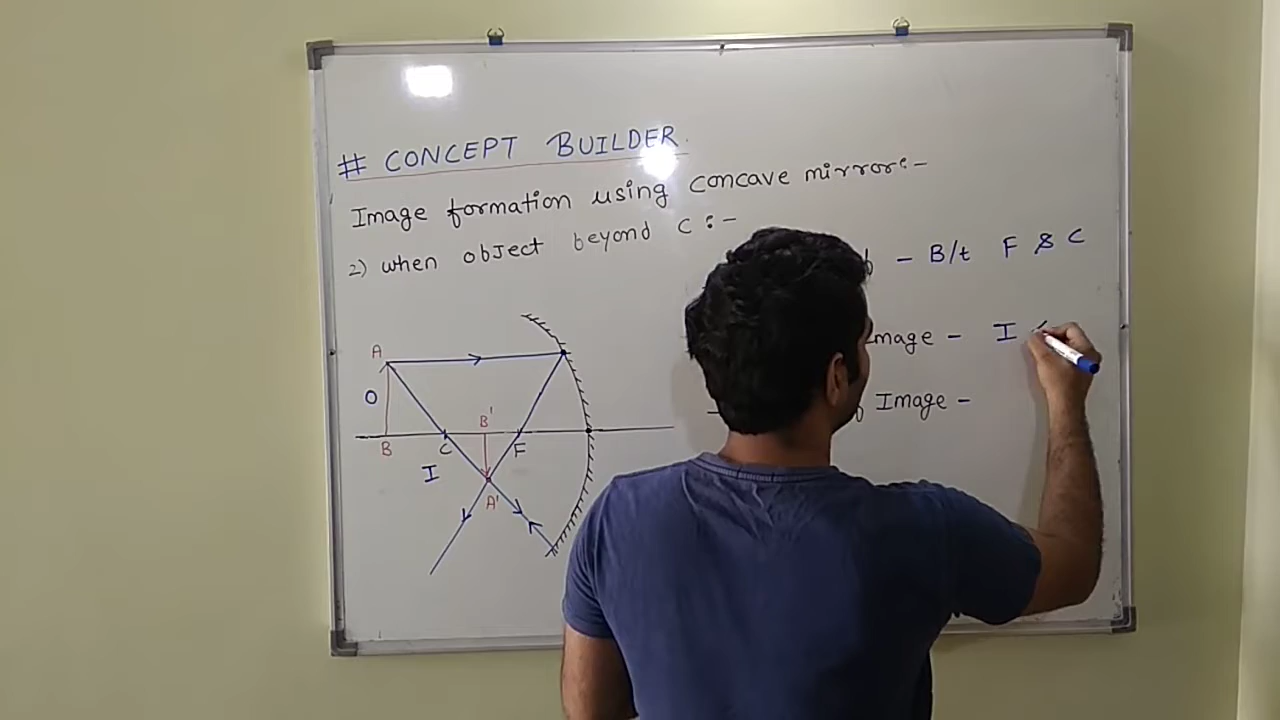 # CONCEPT BUILDER.
Image formation using concave mirror:-
2) when object beyond C :-
- B/t F & C
Image - I
Image -
A
O
B' 
B
C
F
I
A'